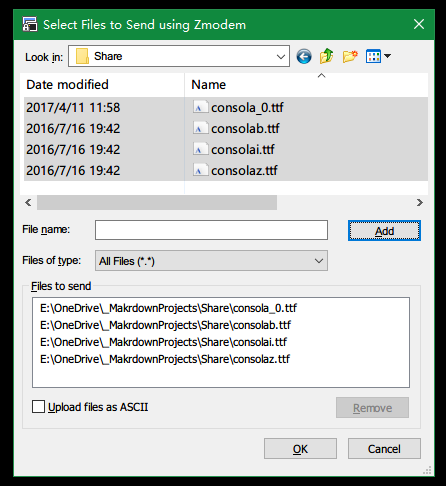 Select Files to Send using Zmodem
Look in: Share
Date modified Name
2017/4/11 11:58 consola_0.ttf
2016/7/16 19:42 consolab.ttf
2016/7/16 19:42 consolai.ttf
2016/7/16 19:42 consolaz.ttf
File name: Add
Files of type: All Files (*.*)
Files to send
E:\OneDrive\_MakrdownProjects\Share\consola_0.ttf
E:\OneDrive\_MakrdownProjects\Share\consolab.ttf
E:\OneDrive\_MakrdownProjects\Share\consolai.ttf
E:\OneDrive\_MakrdownProjects\Share\consolaz.ttf
Upload files as ASCII Remove
OK Cancel